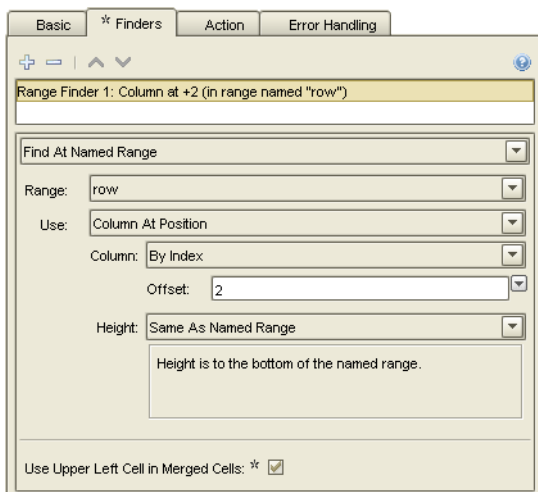 Basic * Finders Action Error Handling
Range Finder 1: Column at +2 (in range named "row")
Find At Named Range
Range: row
Use: Column At Position
Column: By Index
Offset: 2
Height: Same As Named Range
Height is to the bottom of the named range.
Use Upper Left Cell in Merged Cells: *